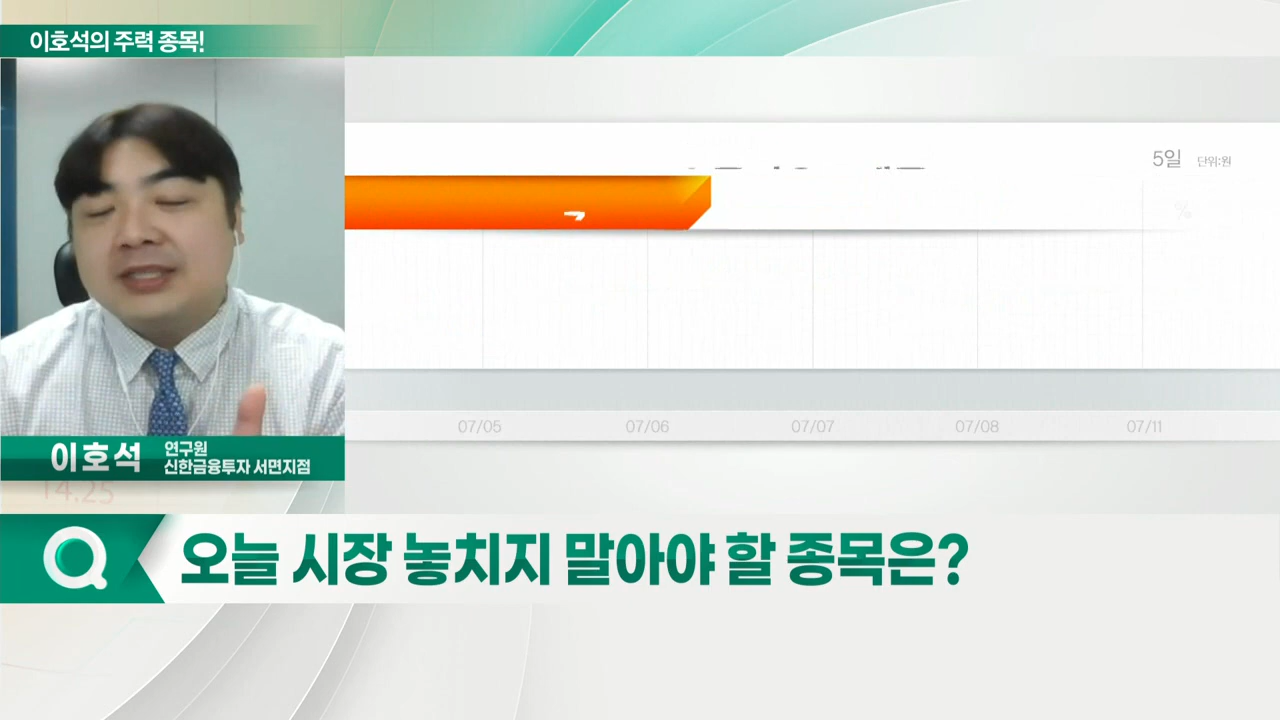 이호석의 주력 종목!
5일 단위:원
%
07/05 07/06 07/07 07/08 07/11
이호석
연구원
신한금융투자 서면지점
14.25
Q 오늘 시장 놓치지 말아야 할 종목은?